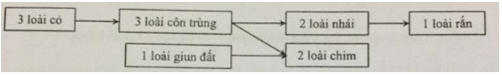 3 loài cỏ
3 loài côn trùng
2 loài nhái
1 loài rắn
1 loài giun đất
2 loài chim